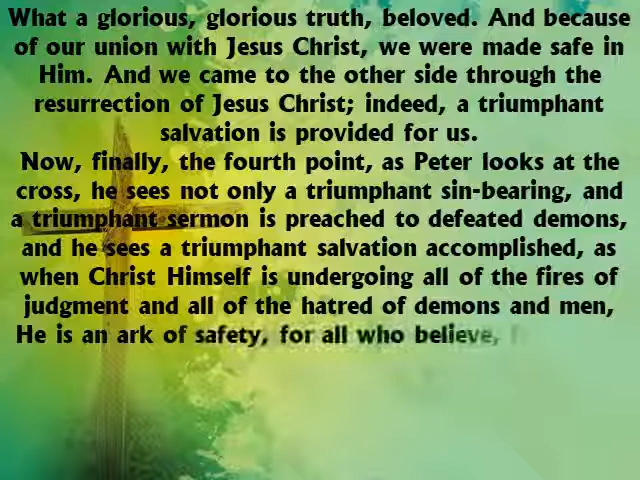 What a glorious, glorious truth, beloved. And because
of our union with Jesus Christ, we were made safe in
Him. And we came to the other side through the
resurrection of Jesus Christ; indeed, a triumphant
salvation is provided for us.
Now, finally, the fourth point, as Peter looks at the
cross, he sees not only a triumphant sin-bearing, and
a triumphant sermon is preached to defeated demons,
and he sees a triumphant salvation accomplished, as
when Christ Himself is undergoing all of the fires of
judgment and all of the hatred of demons and men,
He is an ark of safety, for all who believe,